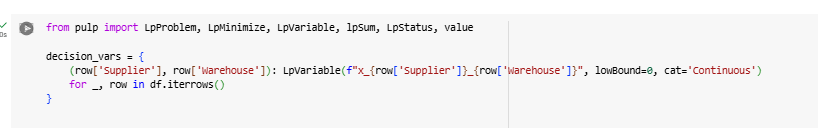 0s
from pulp import LpProblem, LpMinimize, LpVariable, lpSum, LpStatus, value
decision_vars = {
(row['Supplier'], row['Warehouse']): LpVariable(f"x_{row['Supplier']}_{row['Warehouse']}", lowBound=0, cat='Continuous')
for _, row in df.iterrows()
}